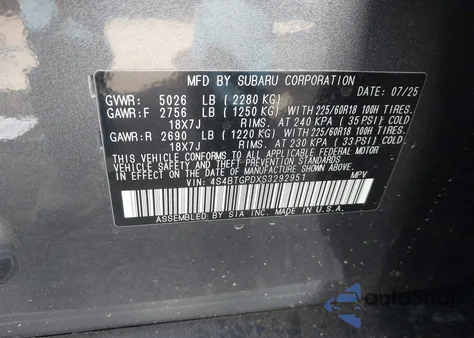 MFD BY SUBARU CORPORATION
DATE: 07/25
GVWR: 5026 LB ( 2280 KG)
GAWR:F 2756 LB ( 1250 KG) WITH 225/60R18 100H TIRES.
18X7J RIMS. AT 240 KPA ( 35 PSI) COLD.
GAWR:R 2690 LB ( 1220 KG) WITH 225/60R18 100H TIRES.
18X7J RIMS. AT 230 KPA ( 33 PSI) COLD.
THIS VEHICLE CONFORMS TO ALL APPLICABLE FEDERAL MOTOR
VEHICLE SAFETY, BUMPER, AND THEFT PREVENTION STANDARDS
IN EFFECT ON THE DATE OF MANUFACTURE SHOWN ABOVE.
VIN: 4S4BTGPDXS3292951 MPV
ASSEMBLED BY SIA INC. MADE IN U.S.A.
autoSnap